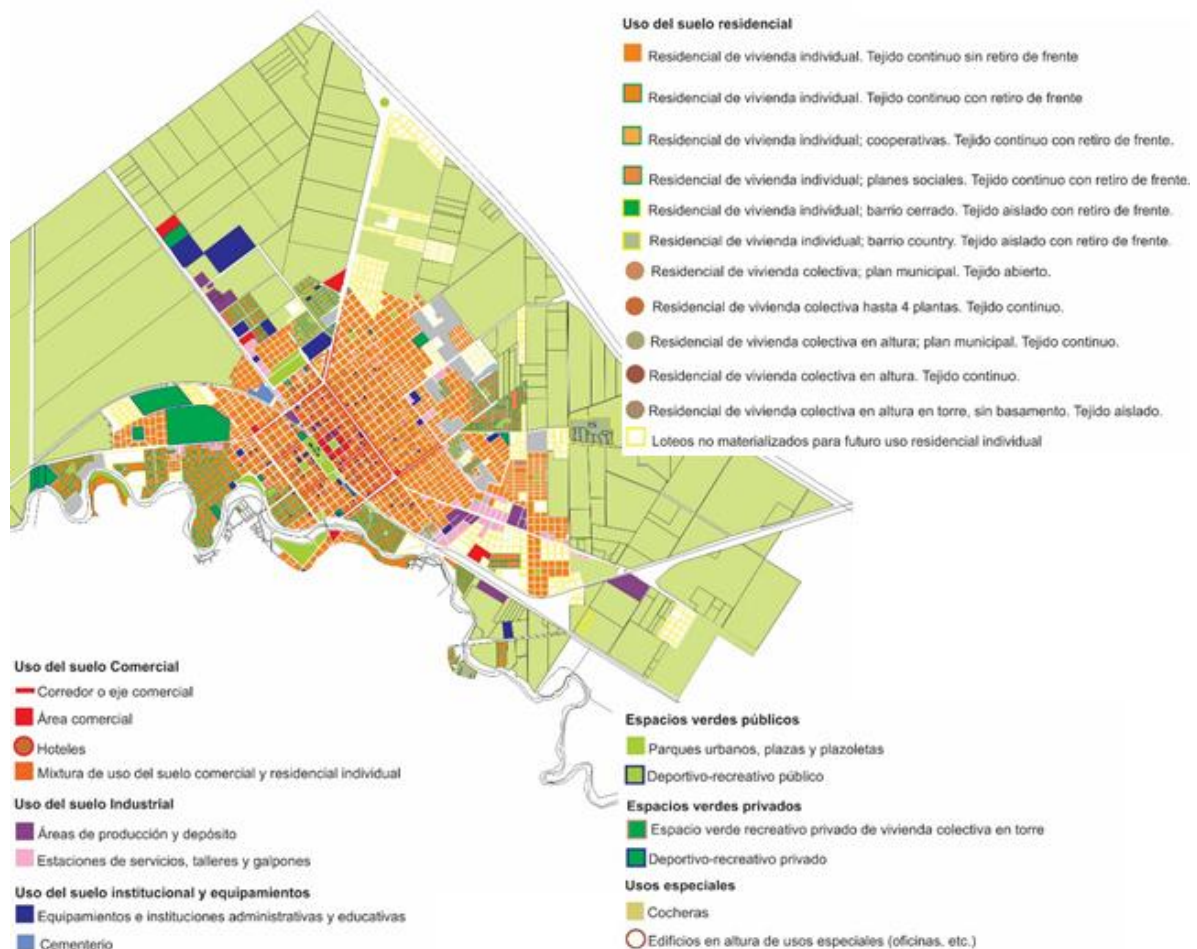 Uso del suelo residencial
Residencial de vivienda individual. Tejido continuo sin retiro de frente
Residencial de vivienda individual. Tejido continuo con retiro de frente
Residencial de vivienda individual; cooperativas. Tejido continuo con retiro de frente.
Residencial de vivienda individual; planes sociales. Tejido continuo con retiro de frente.
Residencial de vivienda individual; barrio cerrado. Tejido aislado con retiro de frente.
Residencial de vivienda individual; barrio country. Tejido aislado con retiro de frente.
Residencial de vivienda colectiva; plan municipal. Tejido abierto.
Residencial de vivienda colectiva hasta 4 plantas. Tejido continuo.
Residencial de vivienda colectiva en altura; plan municipal. Tejido continuo.
Residencial de vivienda colectiva en altura. Tejido continuo.
Residencial de vivienda colectiva en altura en torre, sin basamento. Tejido aislado.
Loteos no materializados para futuro uso residencial individual
Uso del suelo Comercial
Corredor o eje comercial
Área comercial
Hoteles
Mixtura de uso del suelo comercial y residencial individual
Uso del suelo Industrial
Áreas de producción y depósito
Estaciones de servicios, talleres y galpones
Uso del suelo institucional y equipamientos
Equipamientos e instituciones administrativas y educativas
Cementerio
Espacios verdes públicos
Parques urbanos, plazas y plazoletas
Deportivo-recreativo público
Espacios verdes privados
Espacio verde recreativo privado de vivienda colectiva en torre
Deportivo-recreativo privado
Usos especiales
Cocheras
Edificios en altura de usos especiales (oficinas, etc.)